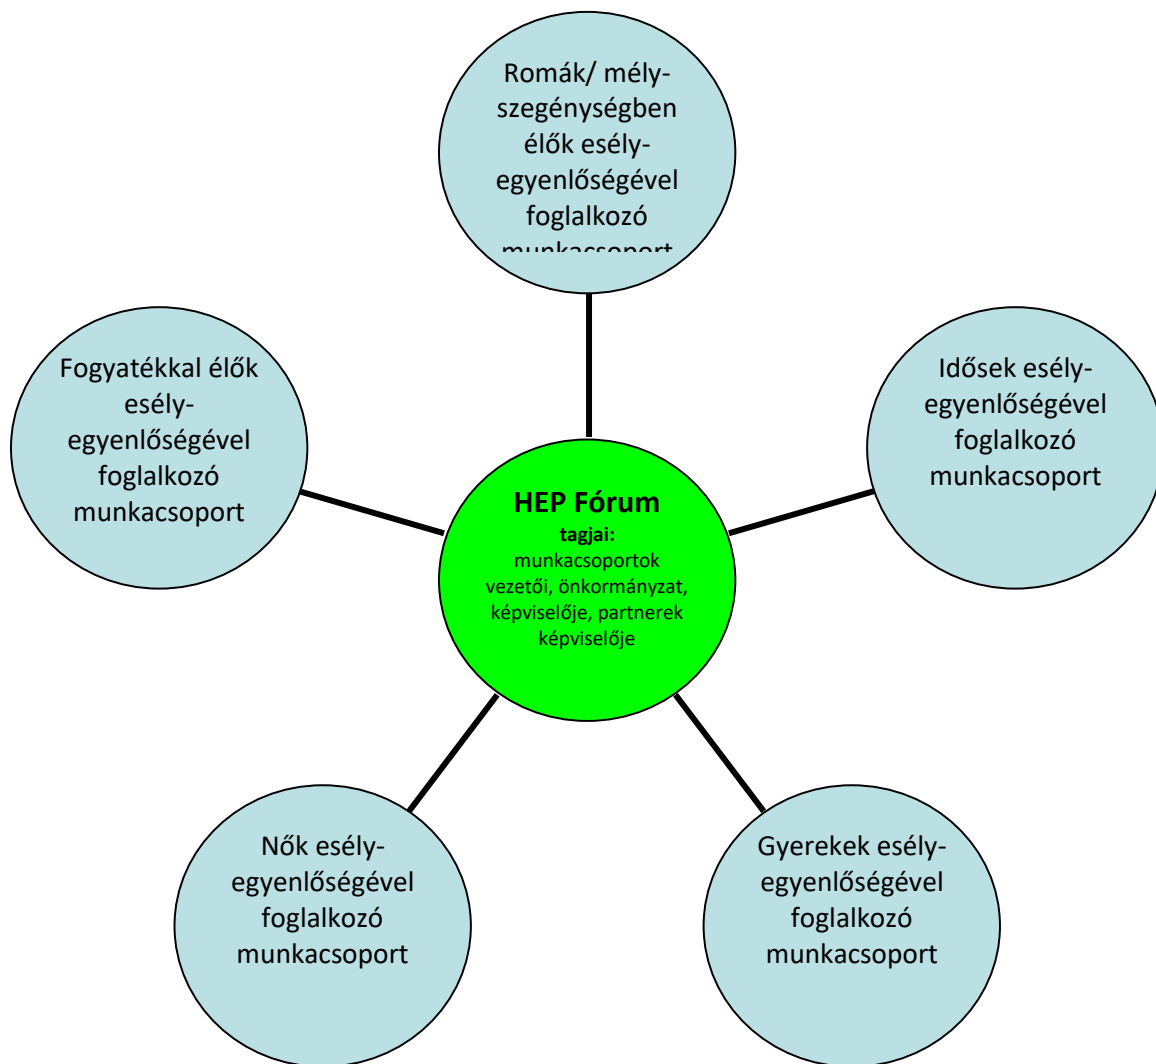 Romák/ mély-
szegénységben
élők esély-
egyenlőségével
foglalkozó
munkacsoport
Fogyatékkal élők
esély-
egyenlőségével
foglalkozó
munkacsoport
Idősek esély-
egyenlőségével
foglalkozó
munkacsoport
HEP Fórum
tagjai:
munkacsoportok
vezetői, önkormányzat,
képviselője, partnerek
képviselője
Nők esély-
egyenlőségével
foglalkozó
munkacsoport
Gyerekek esély-
egyenlőségével
foglalkozó
munkacsoport